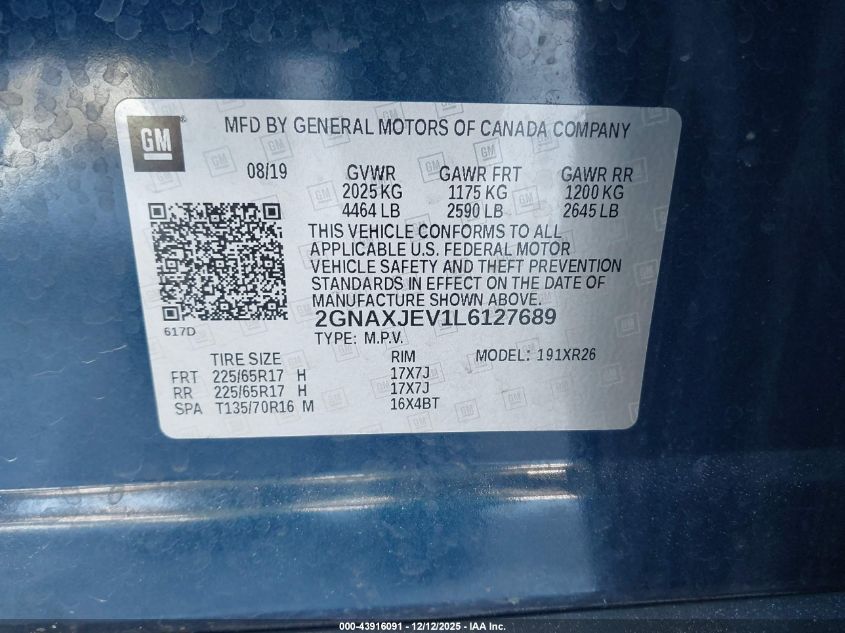 GM
MFD BY GENERAL MOTORS OF CANADA COMPANY
08/19 GVWR GAWR FRT GAWR RR
2025 KG 1175 KG 1200 KG
4464 LB 2590 LB 2645 LB
THIS VEHICLE CONFORMS TO ALL
APPLICABLE U.S. FEDERAL MOTOR
VEHICLE SAFETY AND THEFT PREVENTION
STANDARDS IN EFFECT ON THE DATE OF
MANUFACTURE SHOWN ABOVE.
617D
2GNAXJEV1L6127689
TYPE: M.P.V.
TIRE SIZE RIM MODEL: 191XR26
FRT 225/65R17 H 17X7J
RR 225/65R17 H 17X7J
SPA T135/70R16 M 16X4BT
000-43916091 - 12/12/2025 - IAA Inc.